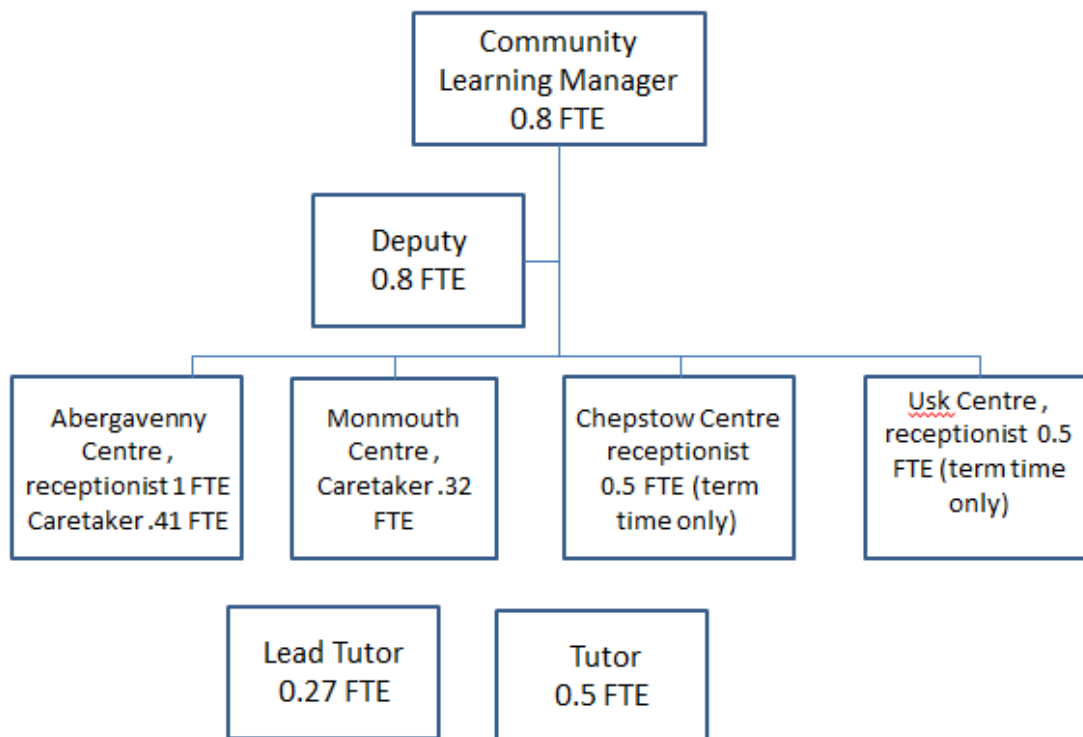 Community
Learning Manager
0.8 FTE
Deputy
0.8 FTE
Abergavenny
Centre ,
receptionist 1 FTE
Caretaker .41 FTE
Monmouth
Centre ,
Caretaker .32
FTE
Chepstow Centre
receptionist
0.5 FTE (term
time only)
Usk Centre ,
receptionist 0.5
FTE (term time
only)
Lead Tutor
0.27 FTE
Tutor
0.5 FTE